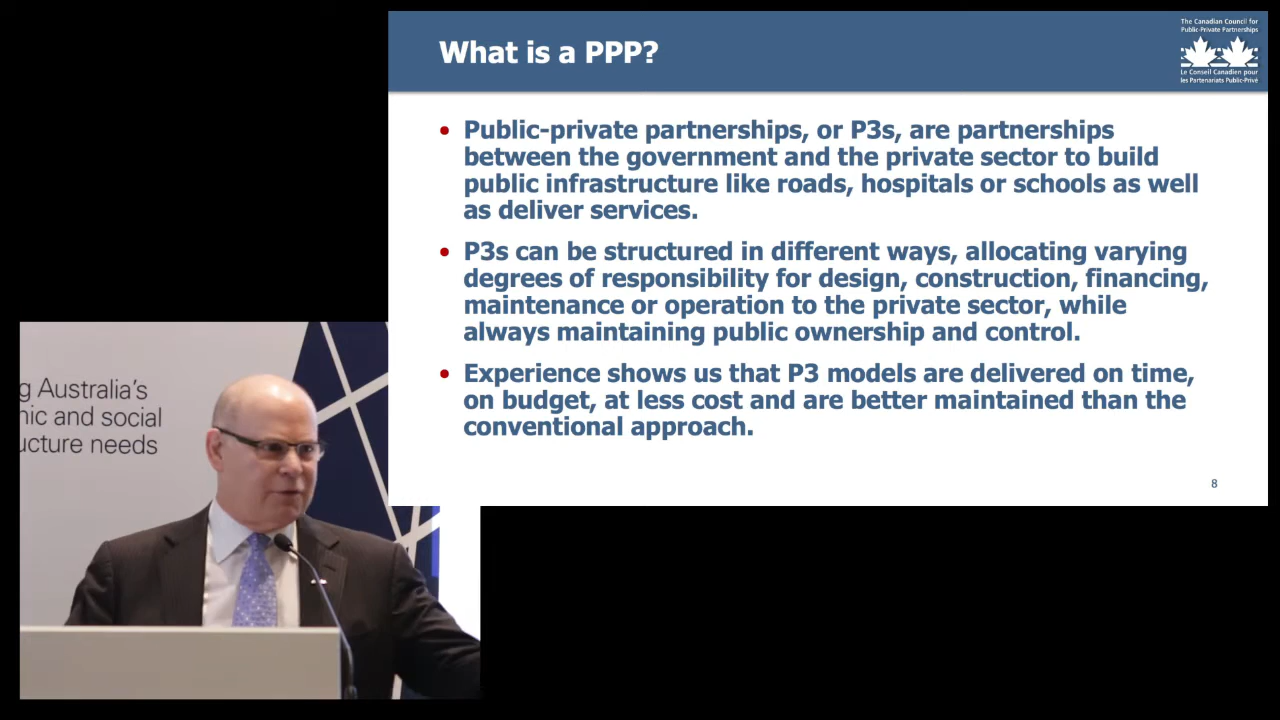 What is a PPP?
The Canadian Council for
Public-Private Partnerships
Le Conseil Canadien pour
les Partenariats Public-Privé
• Public-private partnerships, or P3s, are partnerships
between the government and the private sector to build
public infrastructure like roads, hospitals or schools as well
as deliver services.
• P3s can be structured in different ways, allocating varying
degrees of responsibility for design, construction, financing,
maintenance or operation to the private sector, while
always maintaining public ownership and control.
• Experience shows us that P3 models are delivered on time,
on budget, at less cost and are better maintained than the
conventional approach.
8
g Australia's
ic and social
ucture needs